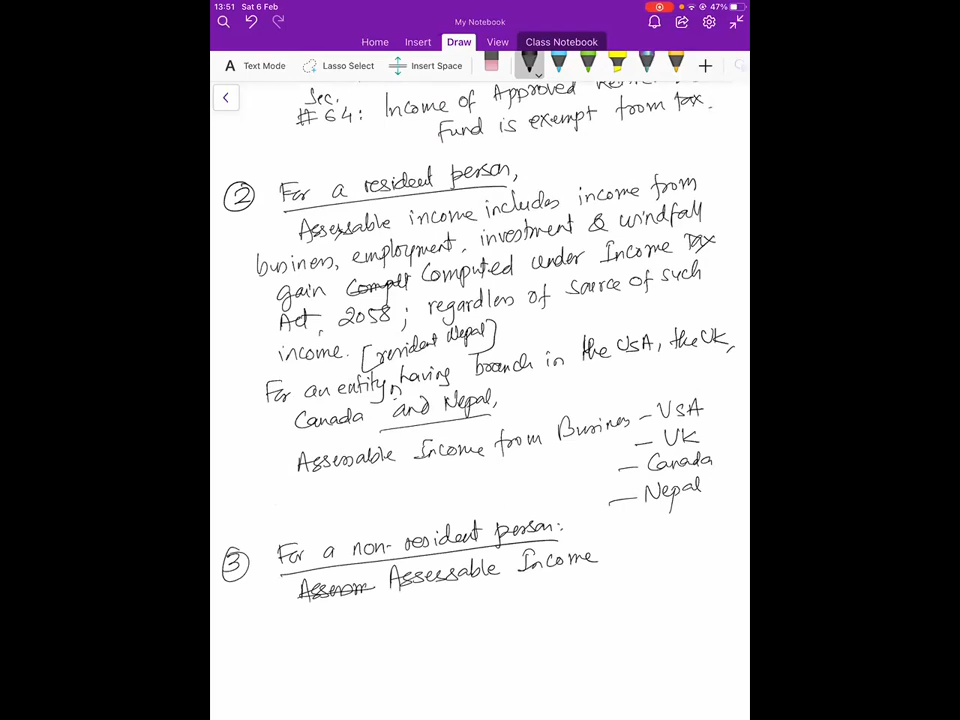 13:51 Sat 6 Feb
47%
My Notebook
Home Insert Draw View Class Notebook
Text Mode Lasso Select Insert Space
Sec.
# 64: Income of Approved
Fund is exempt from tax.
2 For a resident person,
Assessable income includes income from
business, employment, investment & windfall
gain Computed under Income Tax
Act, 2058; regardless of source of such
income. [resident Nepal]
For an entity, having branch in the USA, the UK,
Canada and Nepal,
Assessable Income from Busines - USA
- UK
- Canada
- Nepal
3 For a non-resident person:
Assessable Income